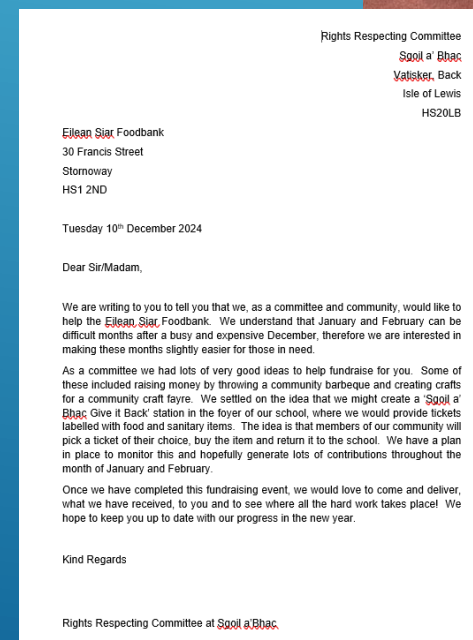 Rights Respecting Committee
Sgoil a' Bhac
Vatisker, Back
Isle of Lewis
HS20LB
Eilean Siar Foodbank
30 Francis Street
Stornoway
HS1 2ND
Tuesday 10th December 2024
Dear Sir/Madam,
We are writing to you to tell you that we, as a committee and community, would like to
help the Eilean Siar Foodbank. We understand that January and February can be
difficult months after a busy and expensive December, therefore we are interested in
making these months slightly easier for those in need.
As a committee we had lots of very good ideas to help fundraise for you. Some of
these included raising money by throwing a community barbeque and creating crafts
for a community craft fayre. We settled on the idea that we might create a 'Sgoil a'
Bhac Give it Back' station in the foyer of our school, where we would provide tickets
labelled with food and sanitary items. The idea is that members of our community will
pick a ticket of their choice, buy the item and return it to the school. We have a plan
in place to monitor this and hopefully generate lots of contributions throughout the
month of January and February.
Once we have completed this fundraising event, we would love to come and deliver,
what we have received, to you and to see where all the hard work takes place! We
hope to keep you up to date with our progress in the new year.
Kind Regards
Rights Respecting Committee at Sgoil a'Bhac